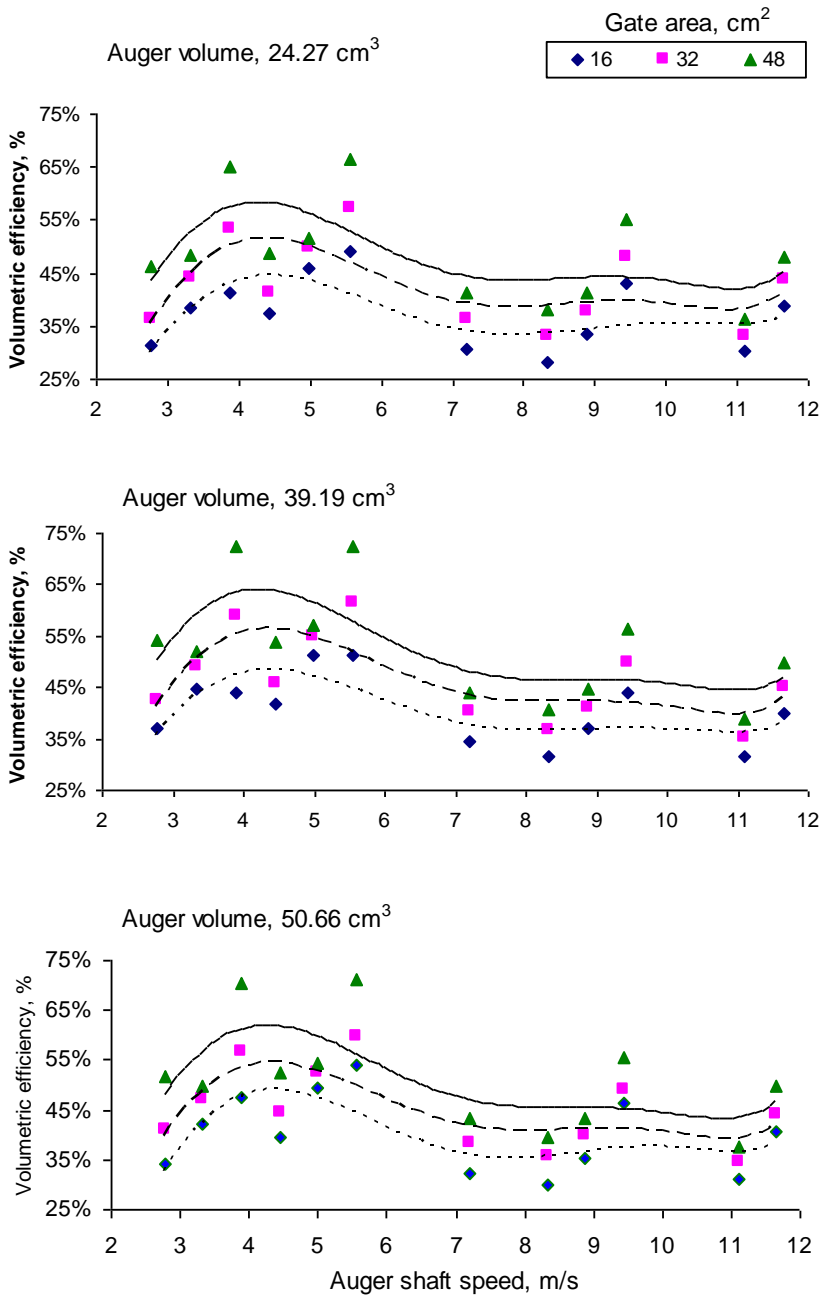 Gate area, cm²
Auger volume, 24.27 cm³
16 32 48
Volumetric efficiency, %
75%
65%
55%
45%
35%
25%
2 3 4 5 6 7 8 9 10 11 12
Auger volume, 39.19 cm³
Volumetric efficiency, %
75%
65%
55%
45%
35%
25%
2 3 4 5 6 7 8 9 10 11 12
Auger volume, 50.66 cm³
Volumetric efficiency, %
75%
65%
55%
45%
35%
25%
2 3 4 5 6 7 8 9 10 11 12
Auger shaft speed, m/s